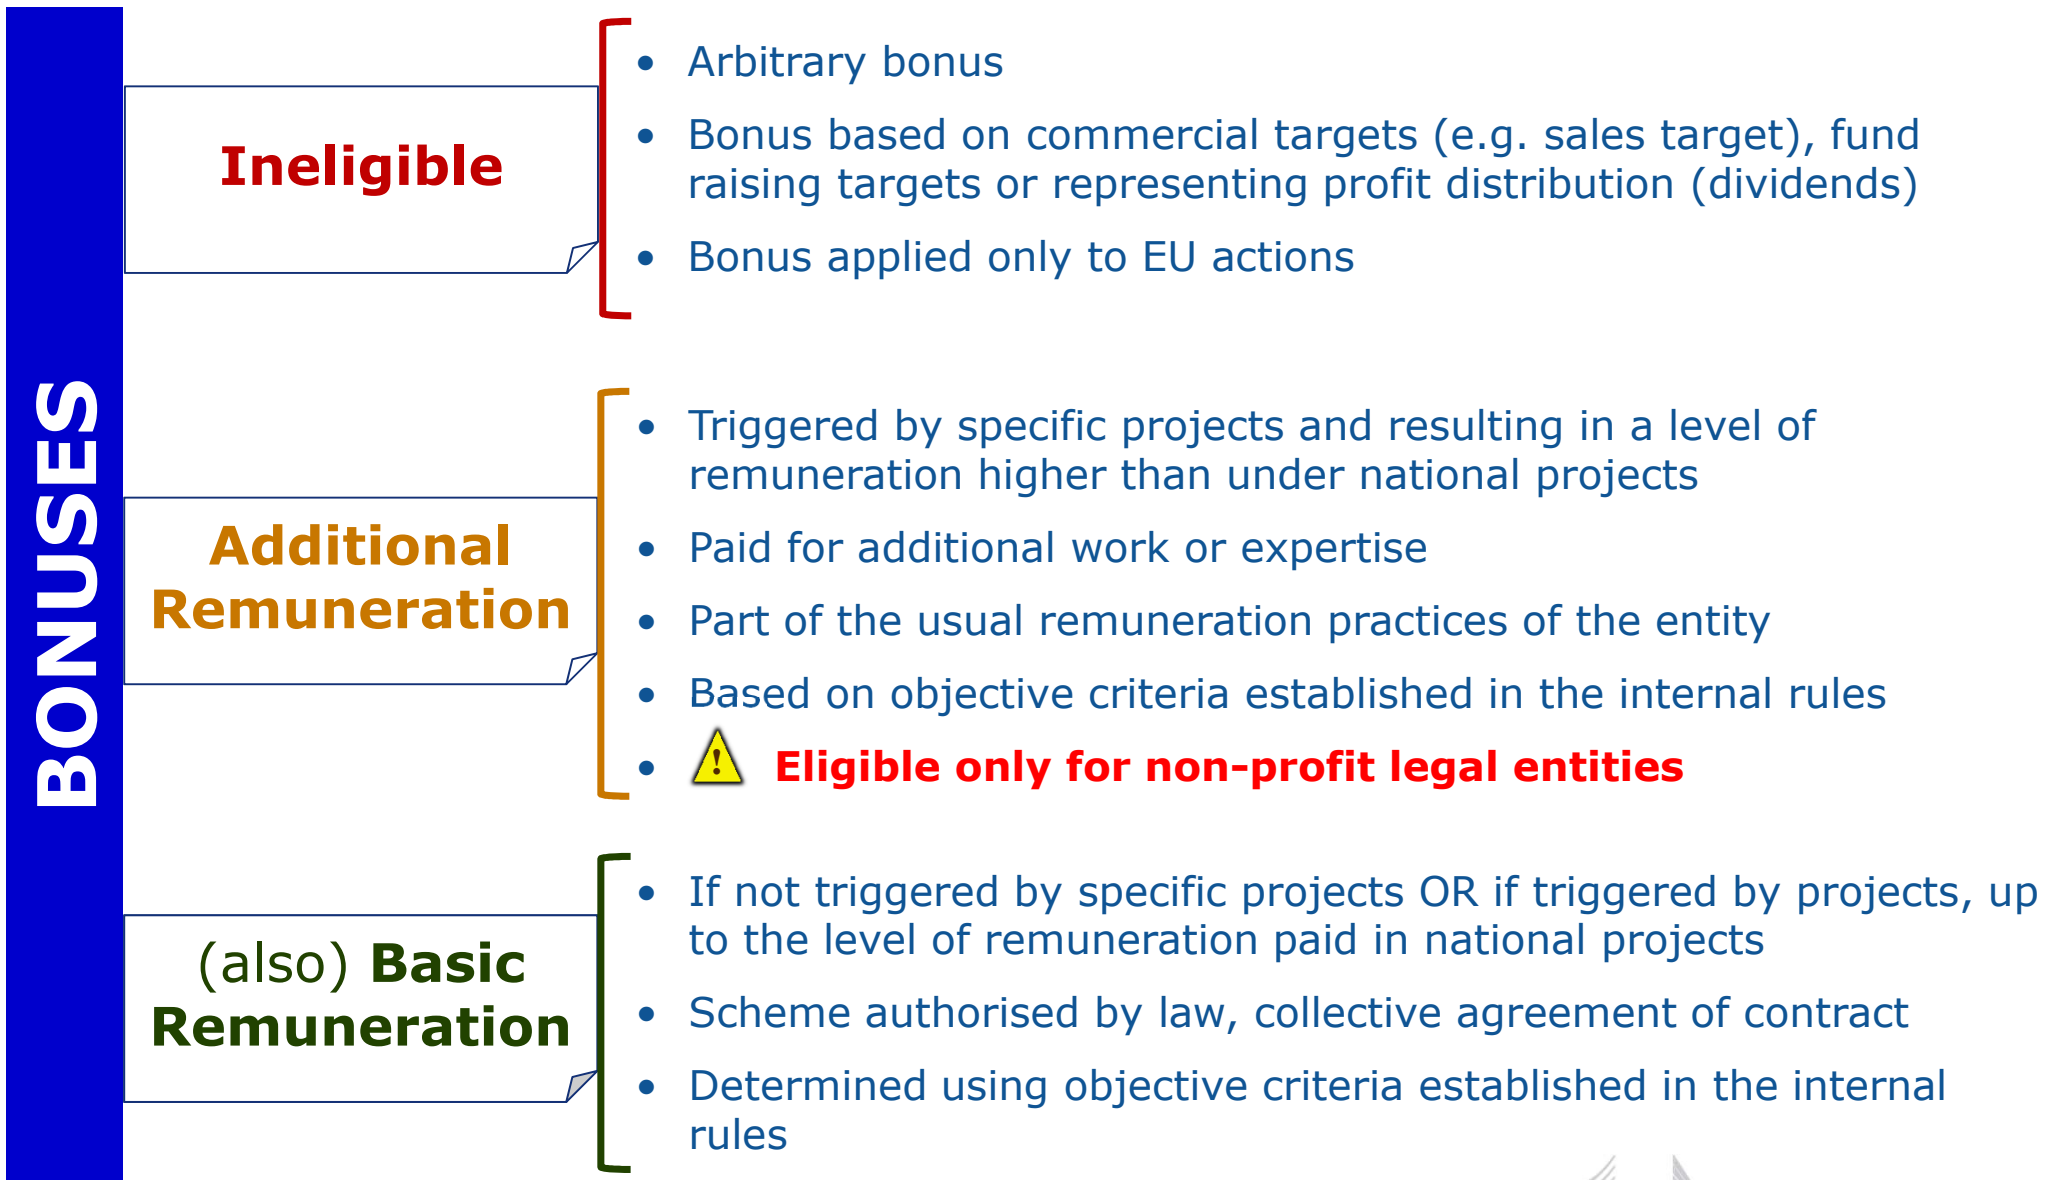 BONUSES
Ineligible
• Arbitrary bonus
• Bonus based on commercial targets (e.g. sales target), fund
raising targets or representing profit distribution (dividends)
• Bonus applied only to EU actions
Additional
Remuneration
• Triggered by specific projects and resulting in a level of
remuneration higher than under national projects
• Paid for additional work or expertise
• Part of the usual remuneration practices of the entity
• Based on objective criteria established in the internal rules
• ! Eligible only for non-profit legal entities
(also) Basic
Remuneration
• If not triggered by specific projects OR if triggered by projects, up
to the level of remuneration paid in national projects
• Scheme authorised by law, collective agreement of contract
• Determined using objective criteria established in the internal
rules